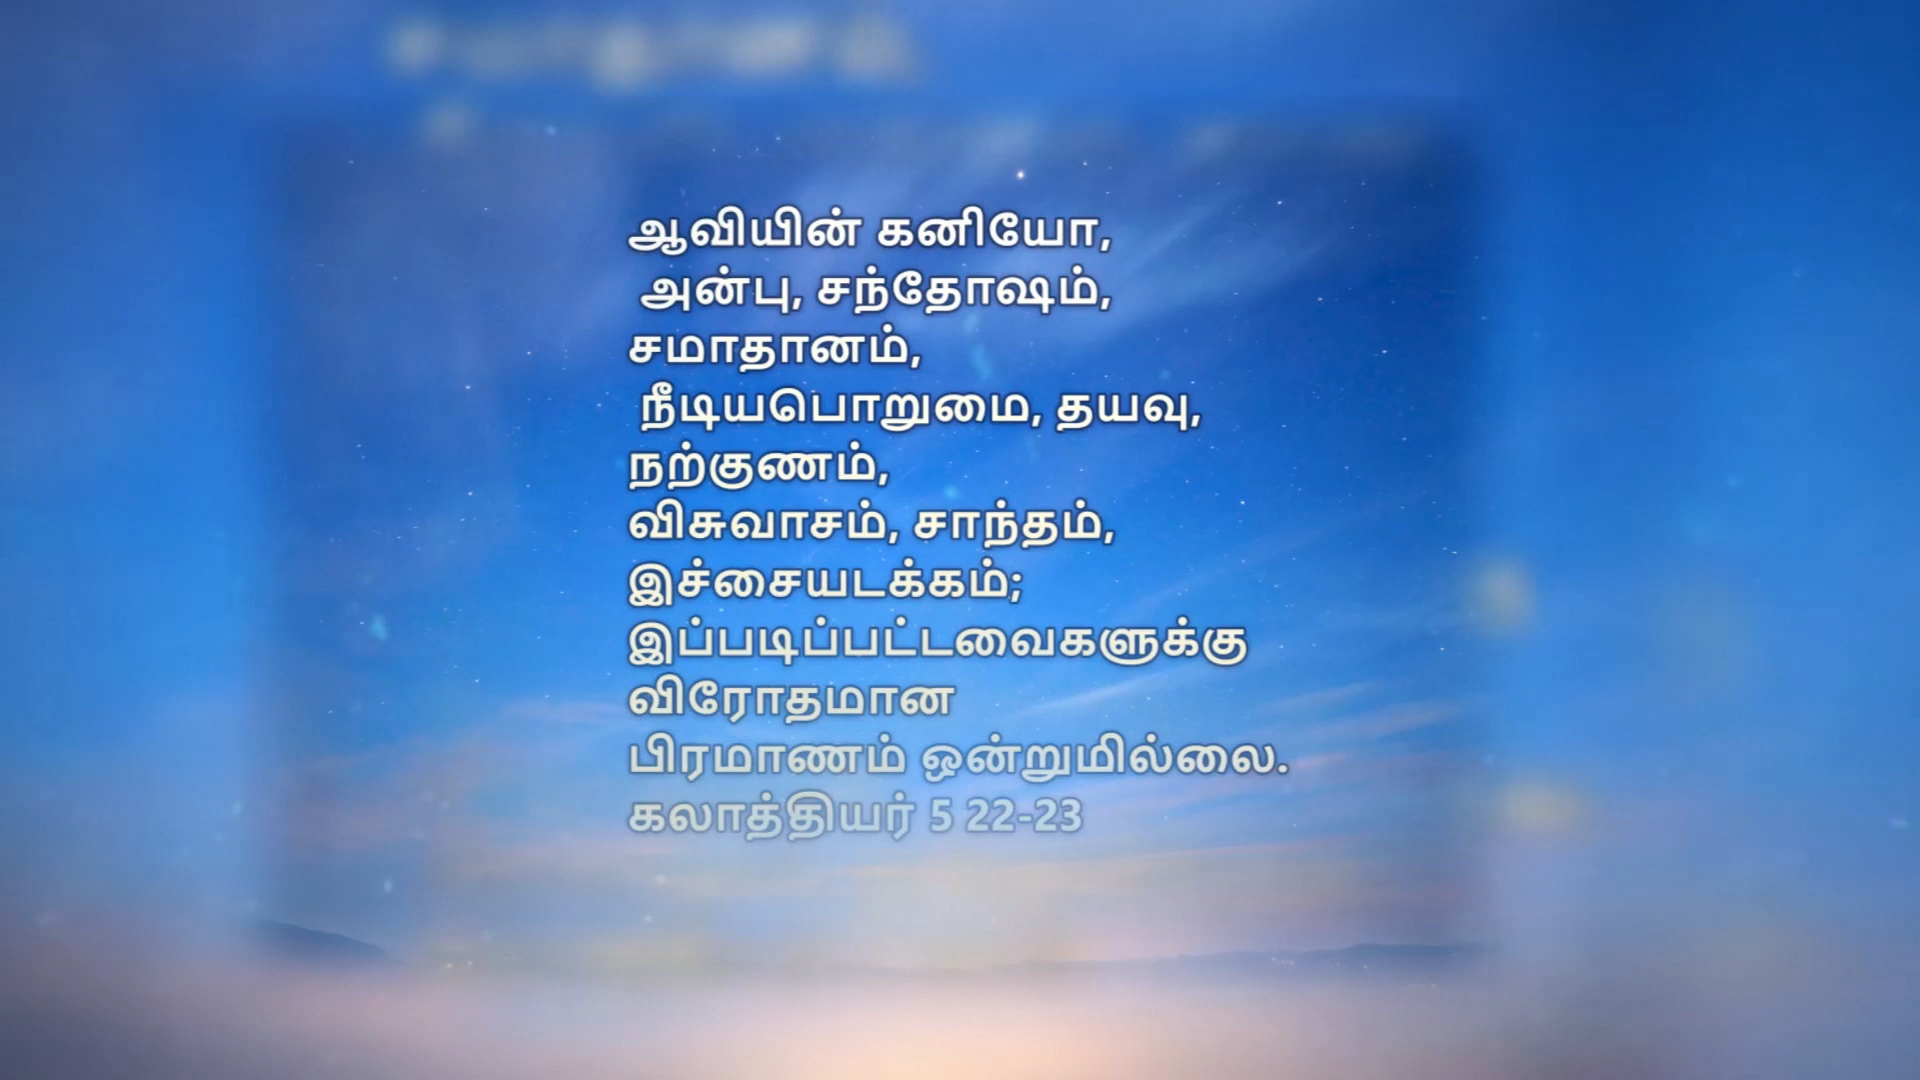 ஆவியின் கனியோ,
அன்பு, சந்தோஷம்,
சமாதானம்,
நீடியபொறுமை, தயவு,
நற்குணம்,
விசுவாசம், சாந்தம்,
இச்சையடக்கம்;
இப்படிப்பட்டவைகளுக்கு
விரோதமான
பிரமாணம் ஒன்றுமில்லை.
கலாத்தியர் 5 22-23